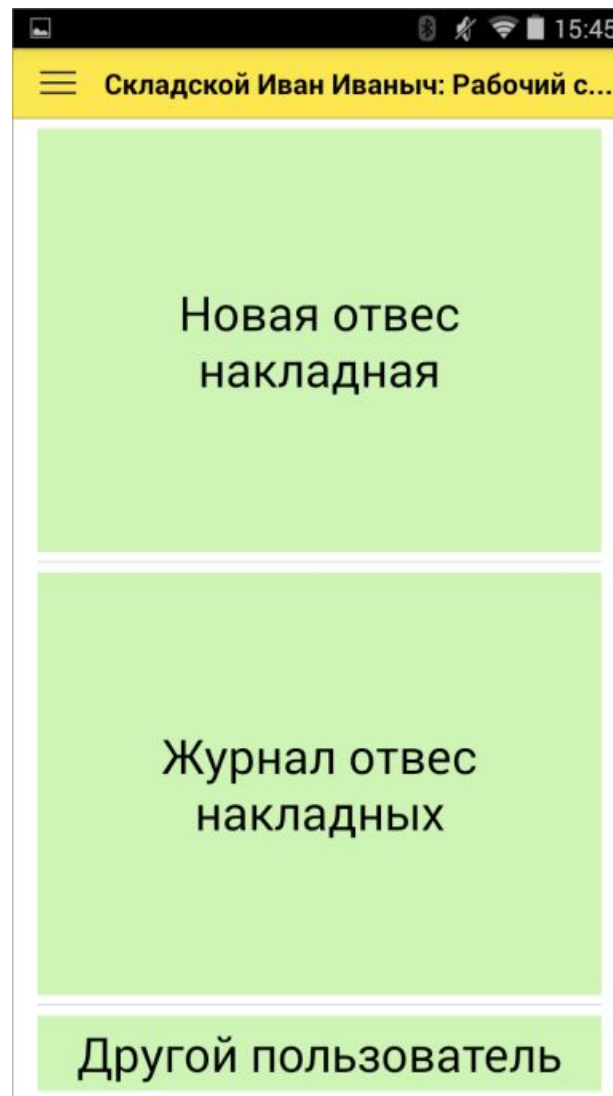 15:45
Складской Иван Иваныч: Рабочий с...
Новая отвес
накладная
Журнал отвес
накладных
Другой пользователь